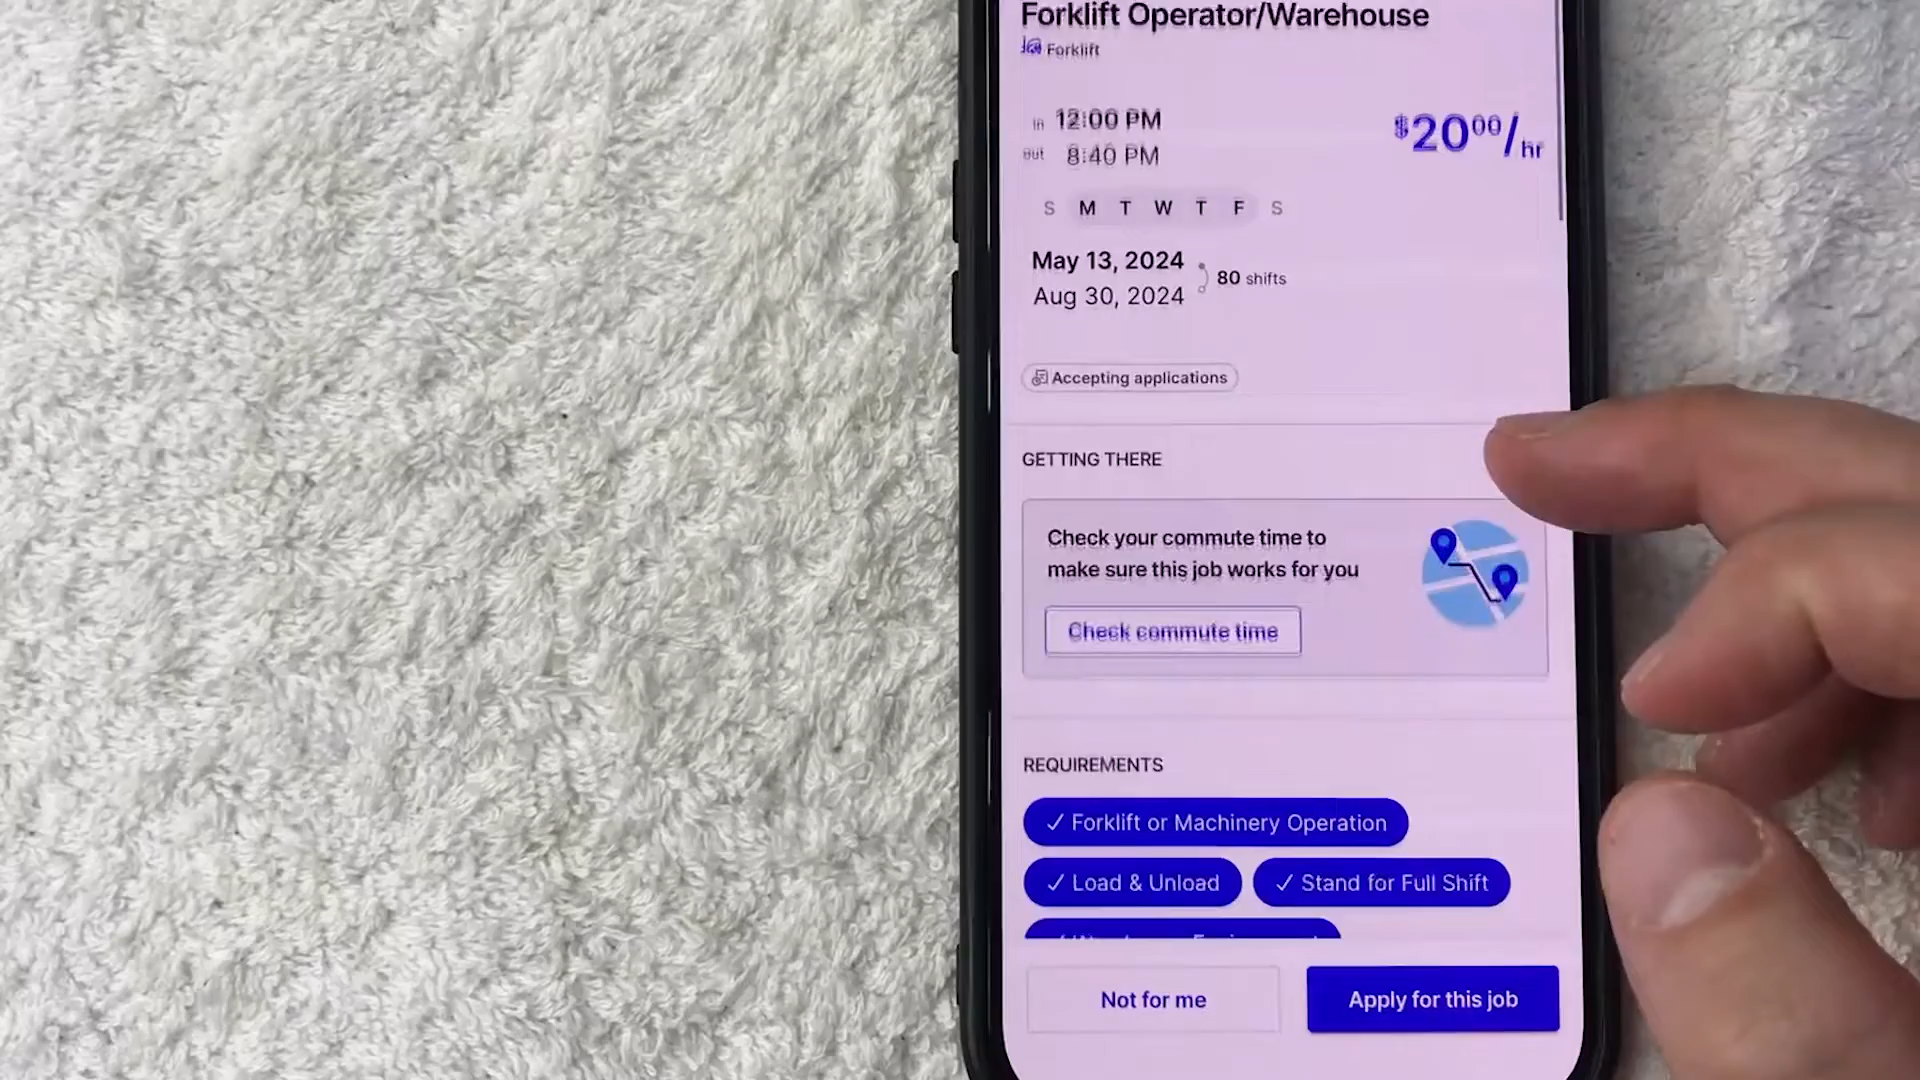 Forklift Operator/Warehouse
Forklift
in 12:00 PM
out 8:40 PM
$20⁰⁰/hr
S M T W T F S
May 13, 2024
Aug 30, 2024
80 shifts
Accepting applications
GETTING THERE
Check your commute time to
make sure this job works for you
Check commute time
REQUIREMENTS
✓ Forklift or Machinery Operation
✓ Load & Unload ✓ Stand for Full Shift
Not for me Apply for this job